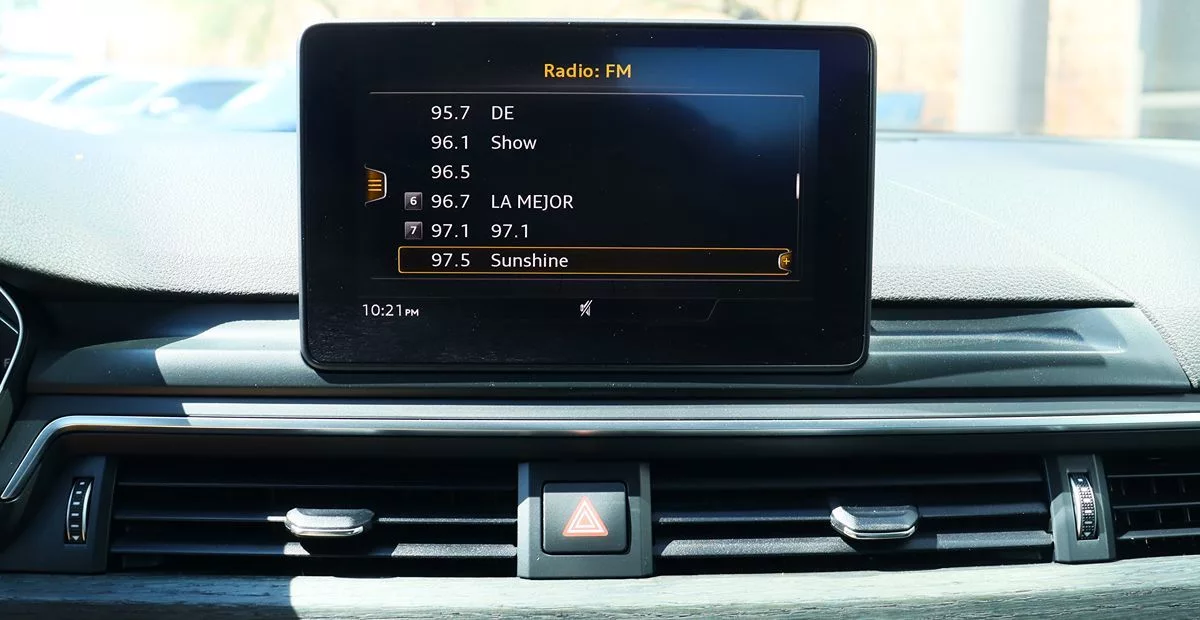 Radio: FM
95.7 DE
96.1 Show
96.5
6 96.7 LA MEJOR
7 97.1 97.1
97.5 Sunshine
10:21PM